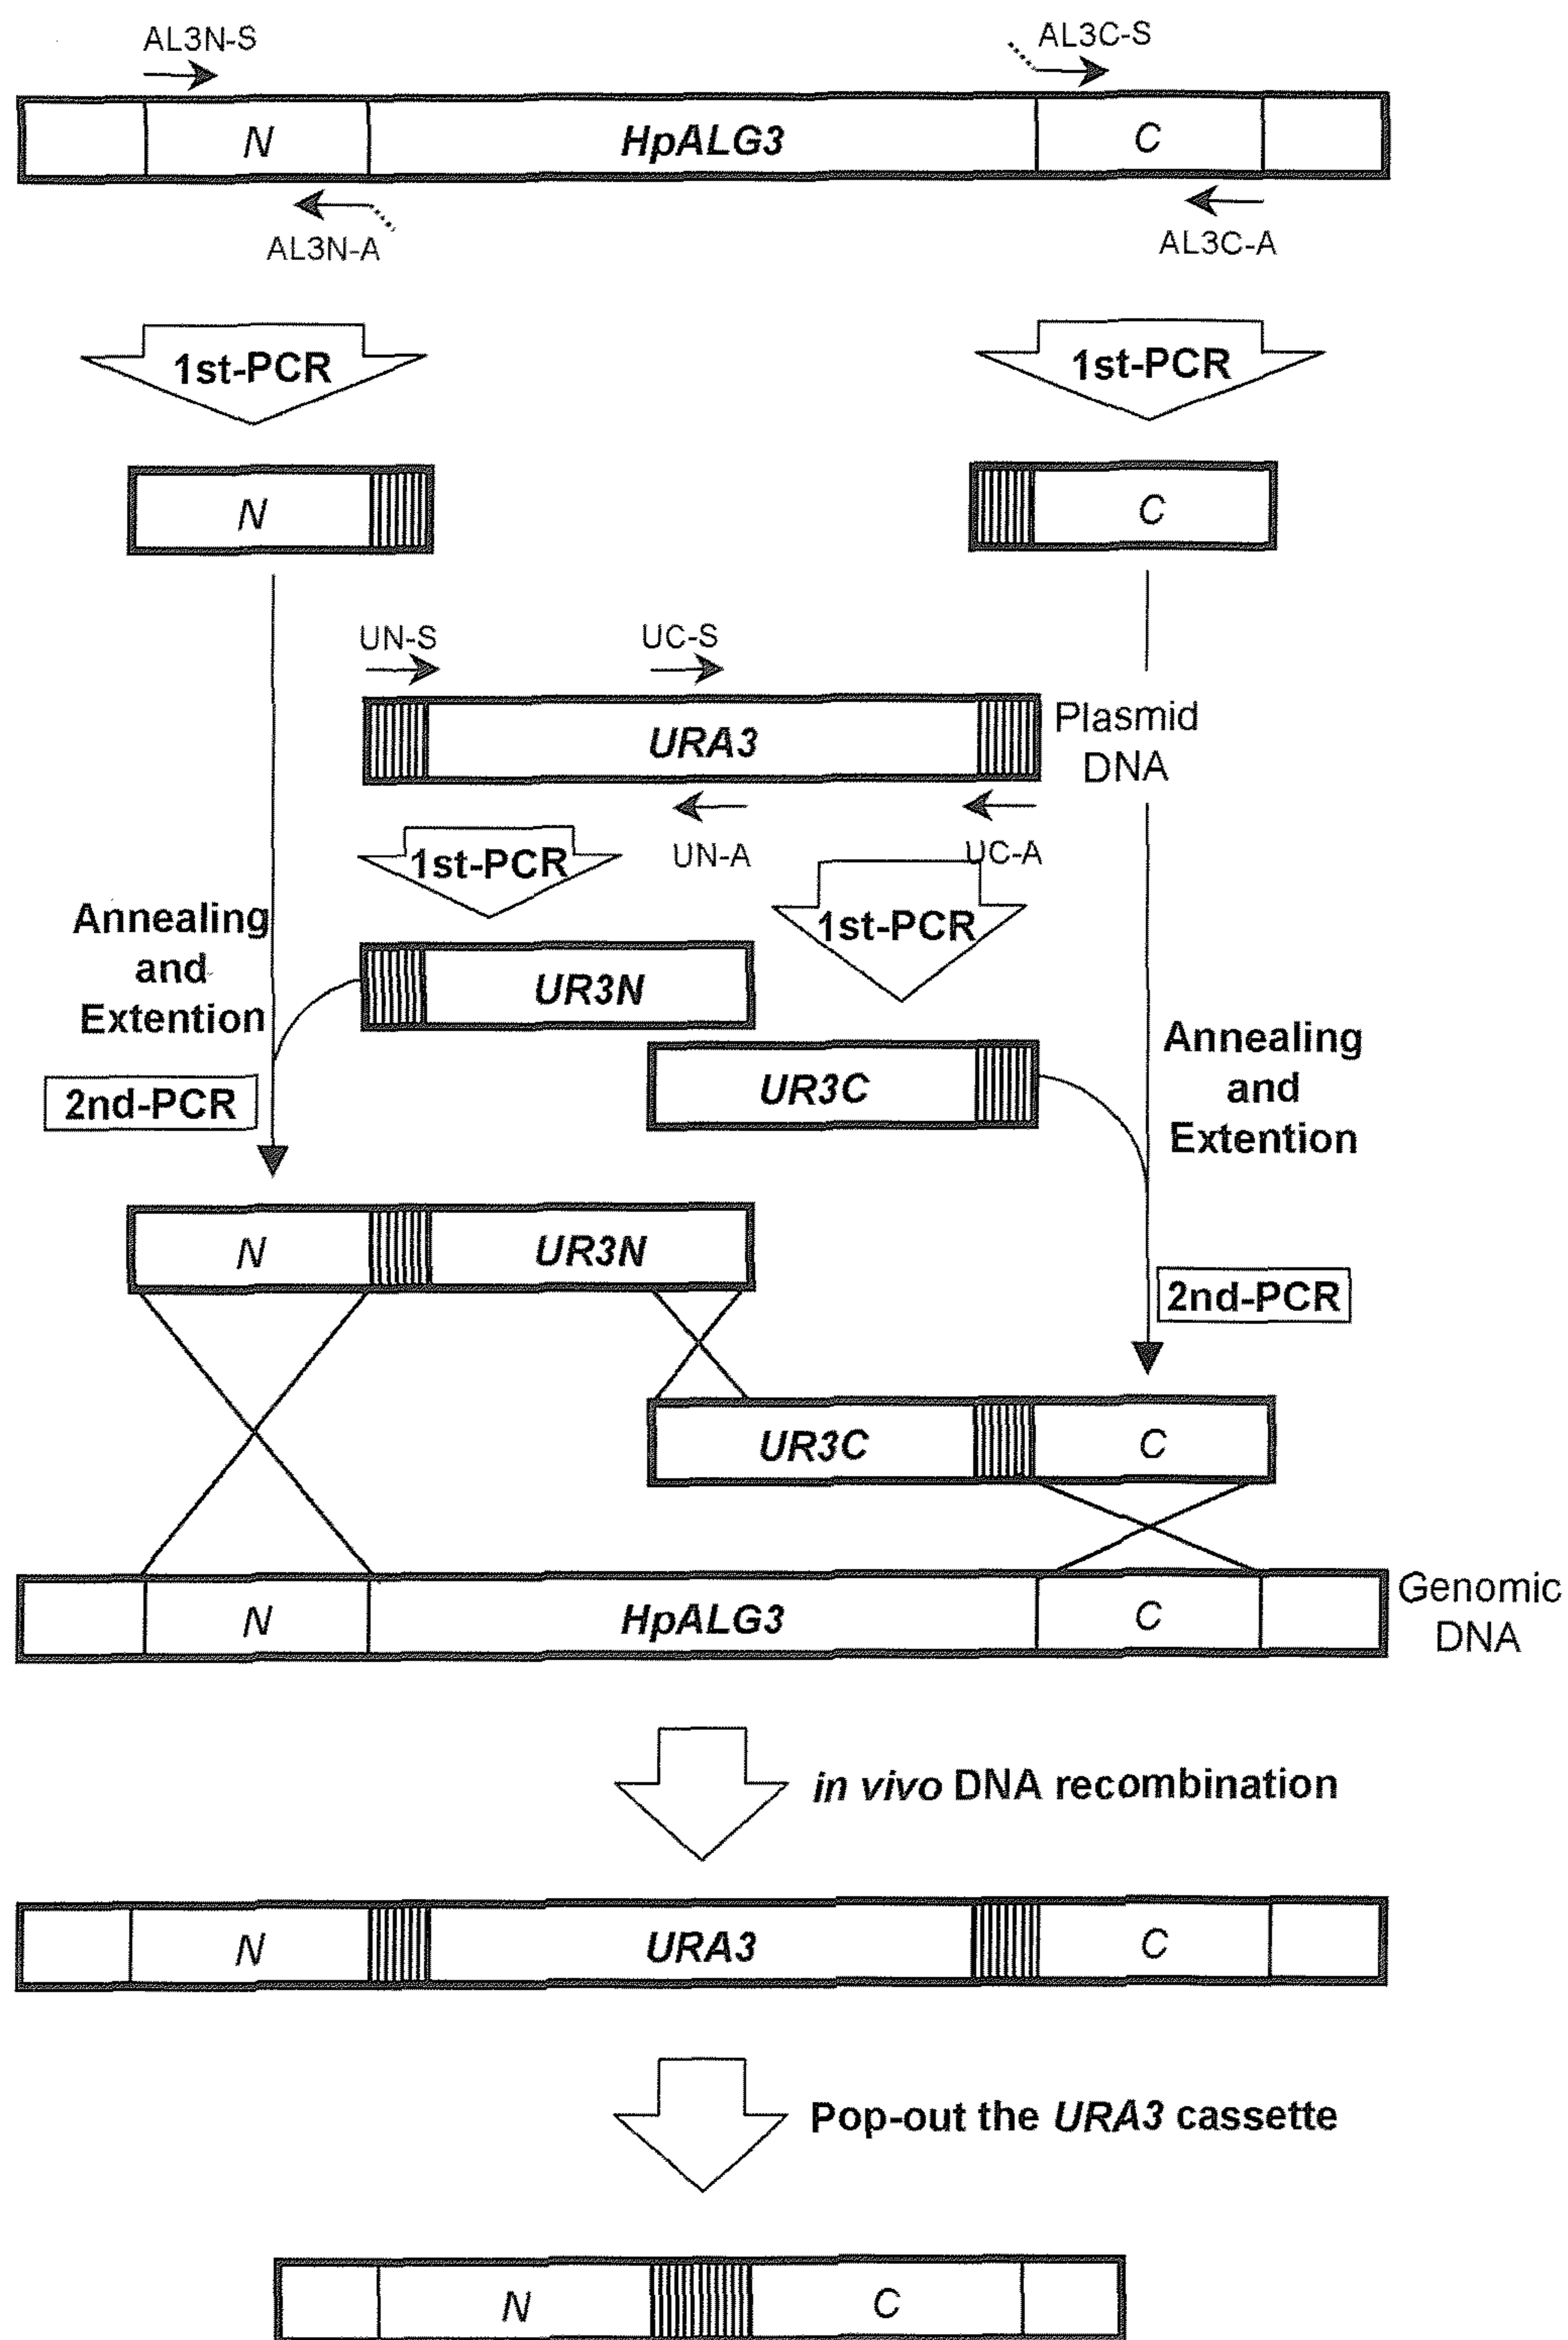 AL3N-S
AL3C-S
N
HpALG3
C
AL3N-A
AL3C-A
1st-PCR
1st-PCR
N
C
UN-S
UC-S
URA3
Plasmid
DNA
UN-A
UC-A
1st-PCR
1st-PCR
Annealing
and
Extention
UR3N
2nd-PCR
UR3C
Annealing
and
Extention
N
UR3N
2nd-PCR
UR3C
C
N
HpALG3
C
Genomic
DNA
in vivo DNA recombination
N
URA3
C
Pop-out the URA3 cassette
N
C